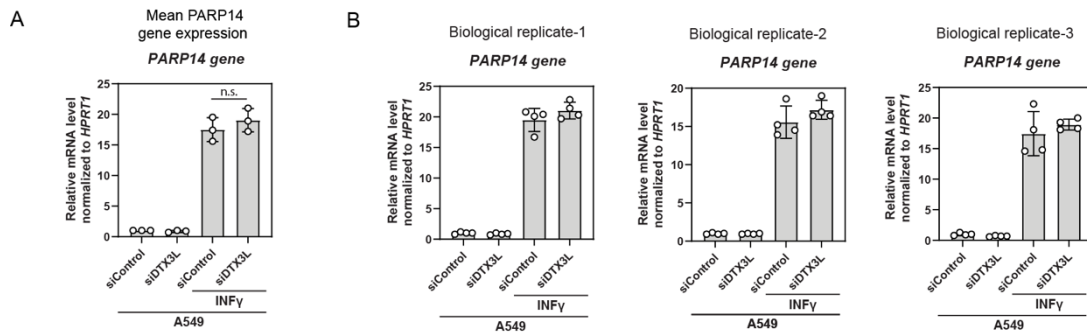 A
Mean PARP14
gene expression
PARP14 gene
Relative mRNA level
normalized to HPRT1
25
20
15
10
5
0
n.s.
siControl
siDTX3L
siControl
siDTX3L
INFγ
A549
B
Biological replicate-1
PARP14 gene
Relative mRNA level
normalized to HPRT1
25
20
15
10
5
0
siControl
siDTX3L
siControl
siDTX3L
INFγ
A549
Biological replicate-2
PARP14 gene
Relative mRNA level
normalized to HPRT1
20
15
10
5
0
siControl
siDTX3L
siControl
siDTX3L
INFγ
A549
Biological replicate-3
PARP14 gene
Relative mRNA level
normalized to HPRT1
25
20
15
10
5
0
siControl
siDTX3L
siControl
siDTX3L
INFγ
A549